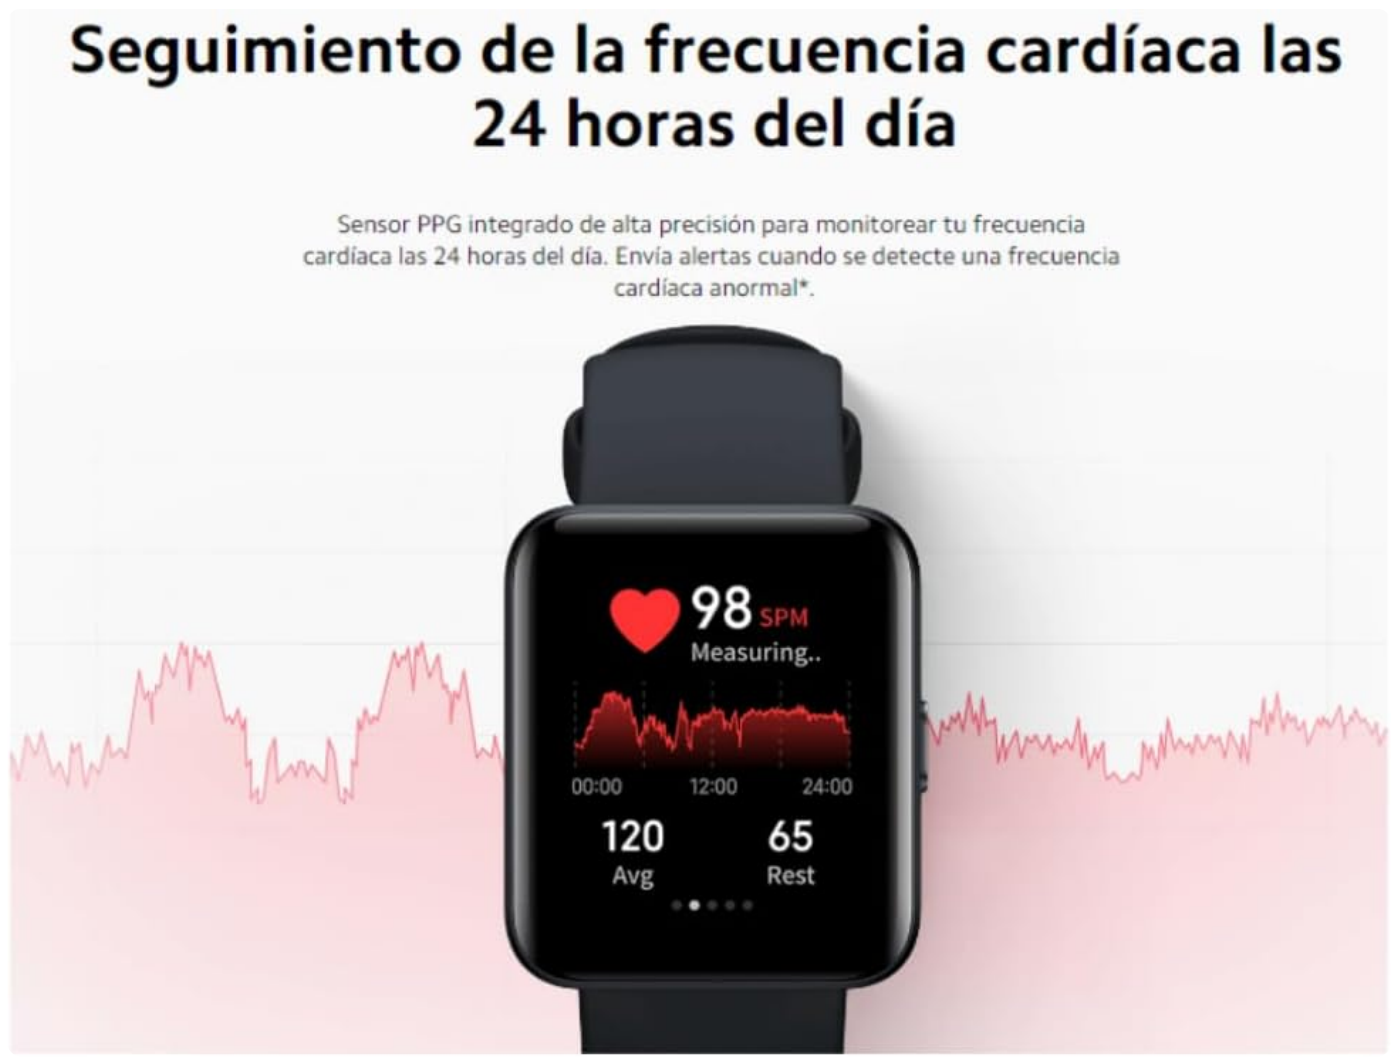 Seguimiento de la frecuencia cardíaca las
24 horas del día
Sensor PPG integrado de alta precisión para monitorear tu frecuencia
cardíaca las 24 horas del día. Envía alertas cuando se detecte una frecuencia
cardíaca anormal*.
98 SPM
Measuring..
00:00 12:00 24:00
120 65
Avg Rest